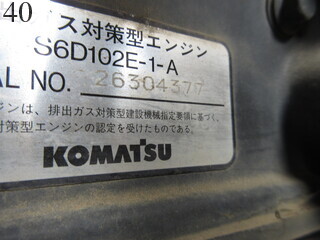 40
ス対策型エンジン
S6D102E-1-A
AL NO. 26304377
ジンは、排出ガス対策型建設機械指定要領に基づく、
対策型エンジンの認定を受けたものである。
KOMATSU